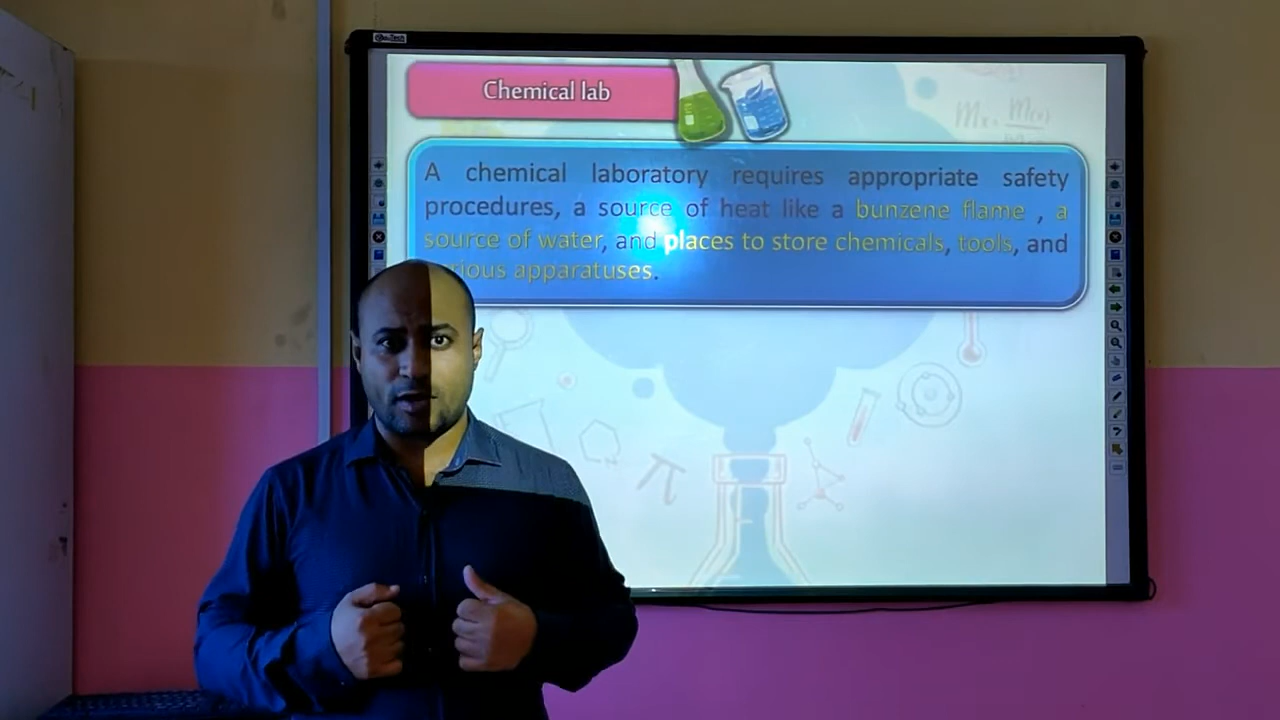 Chemical lab
A chemical laboratory requires appropriate safety
procedures, a source of heat like a bunzene flame , a
source of water, and places to store chemicals, tools, and
apparatuses.